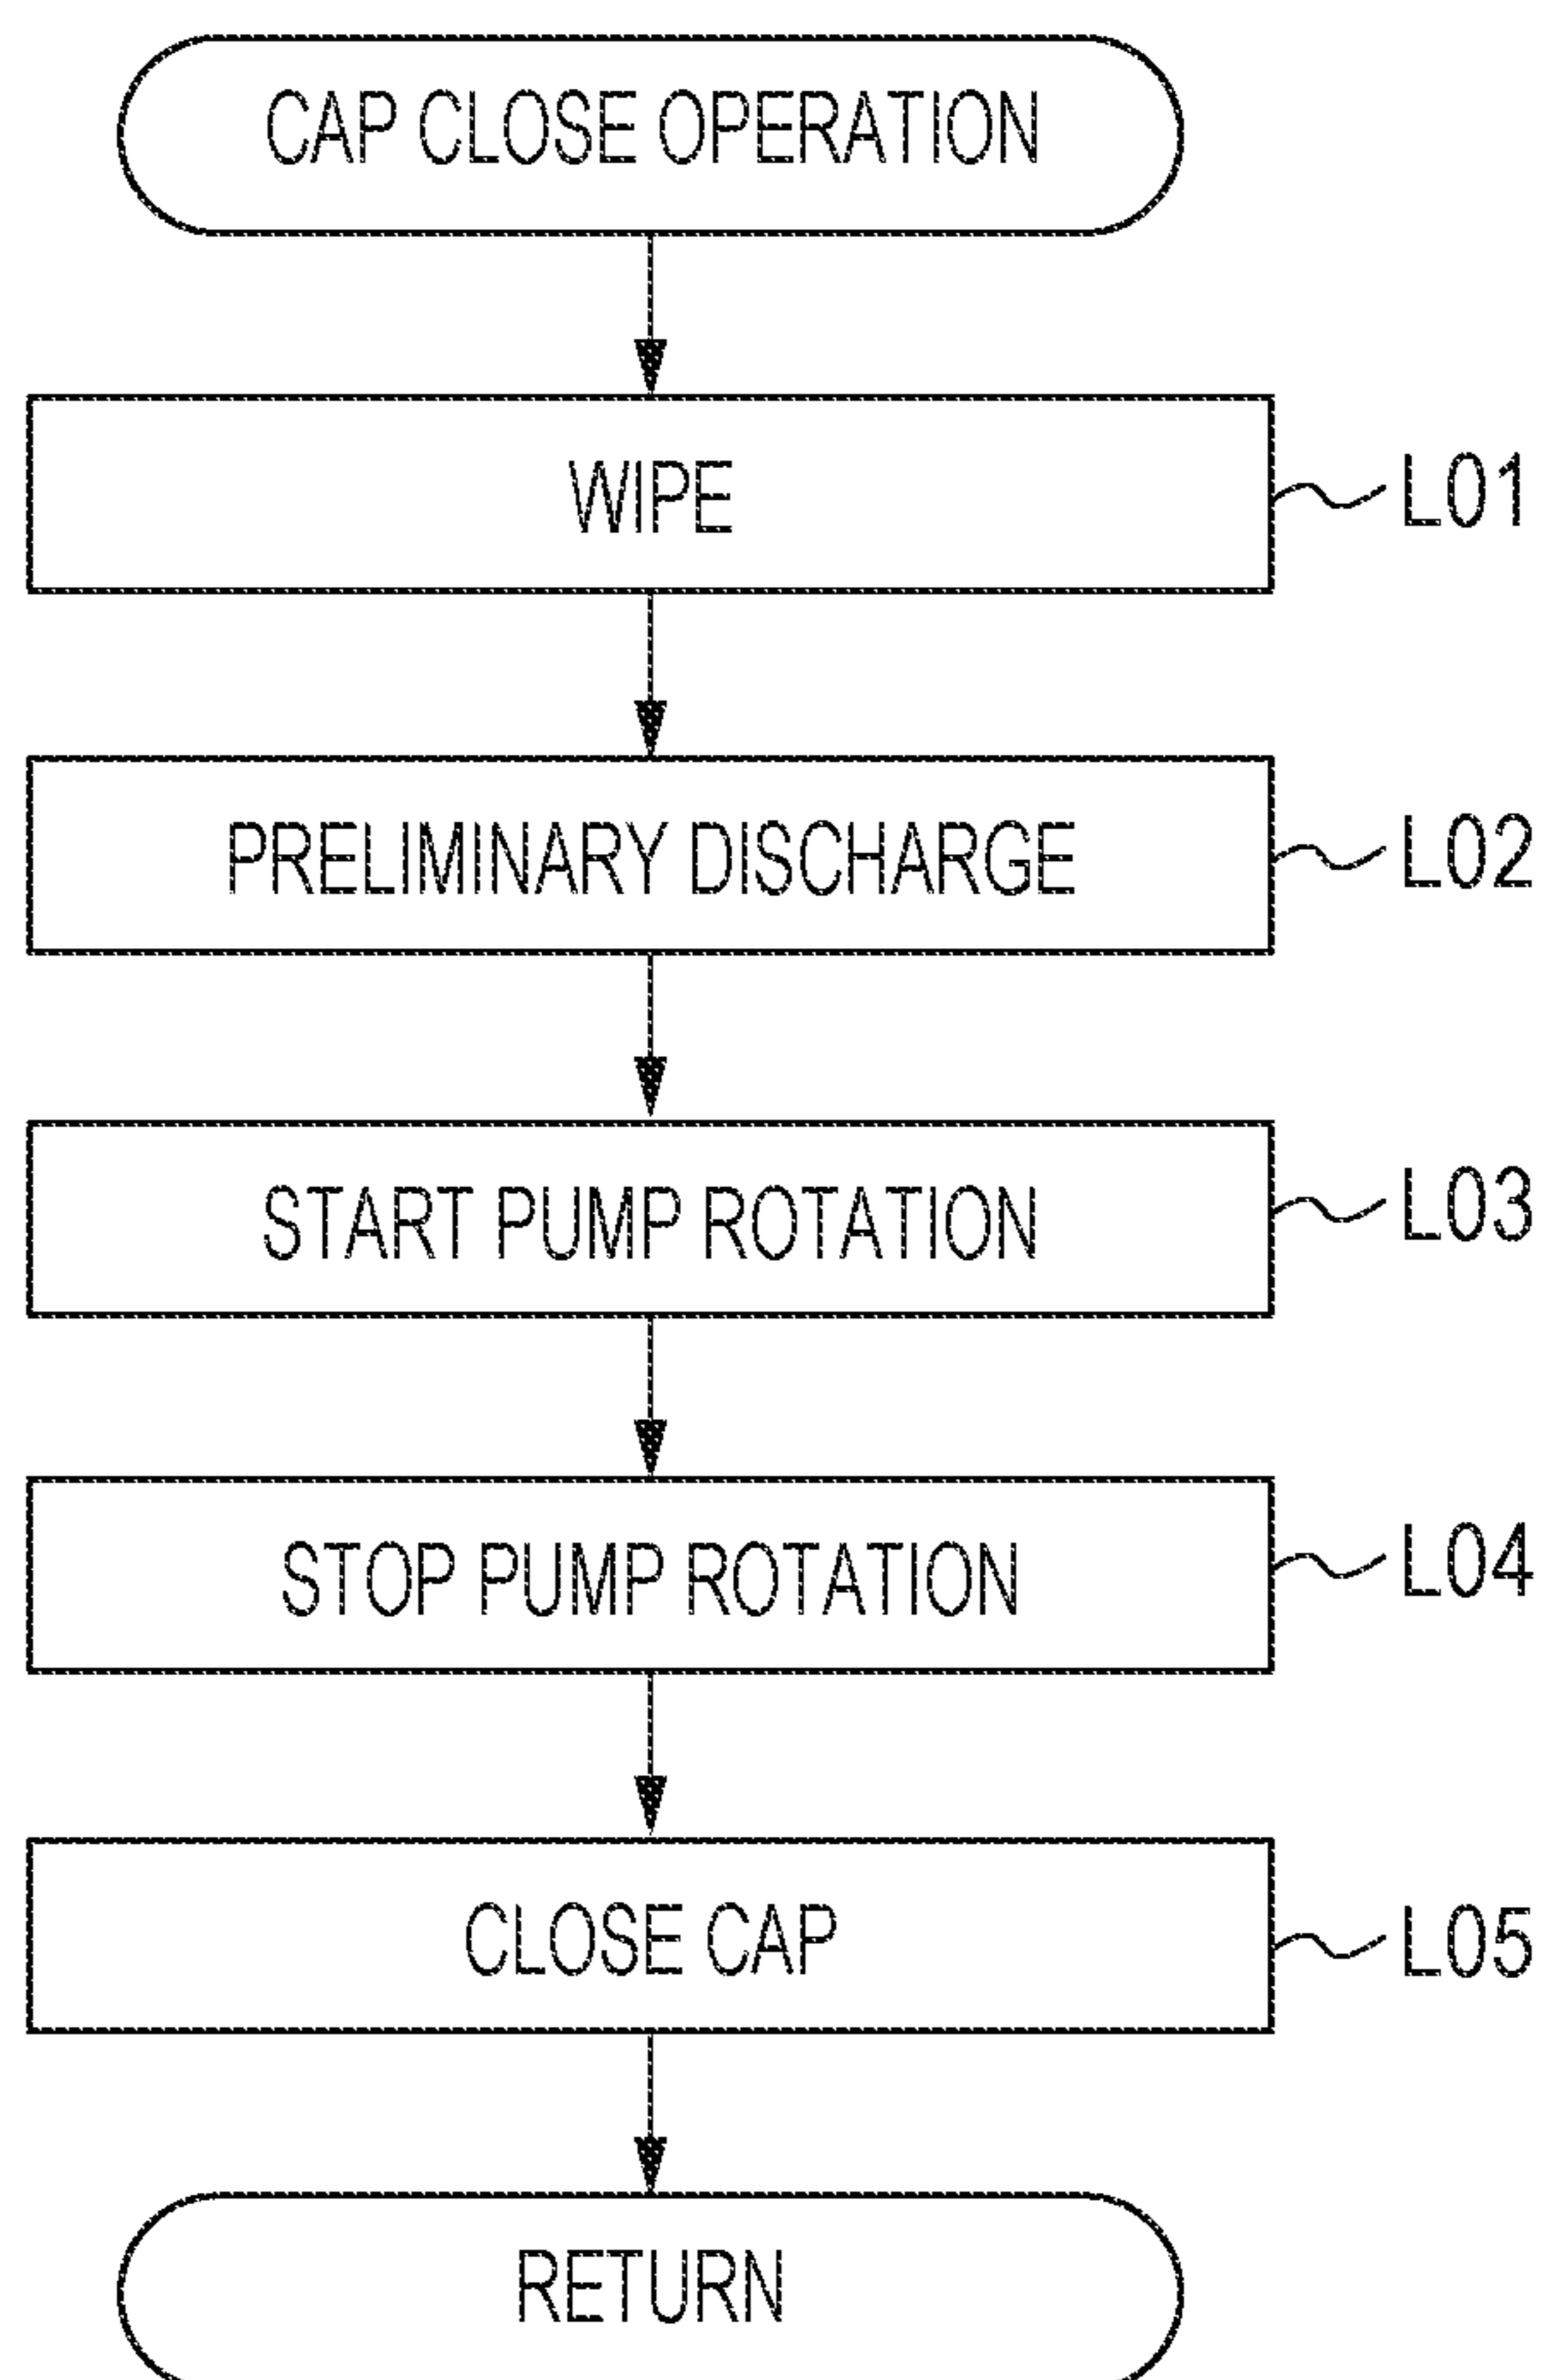 CAP CLOSE OPERATION
WIPE L01
PRELIMINARY DISCHARGE L02
START PUMP ROTATION L03
STOP PUMP ROTATION L04
CLOSE CAP L05
RETURN